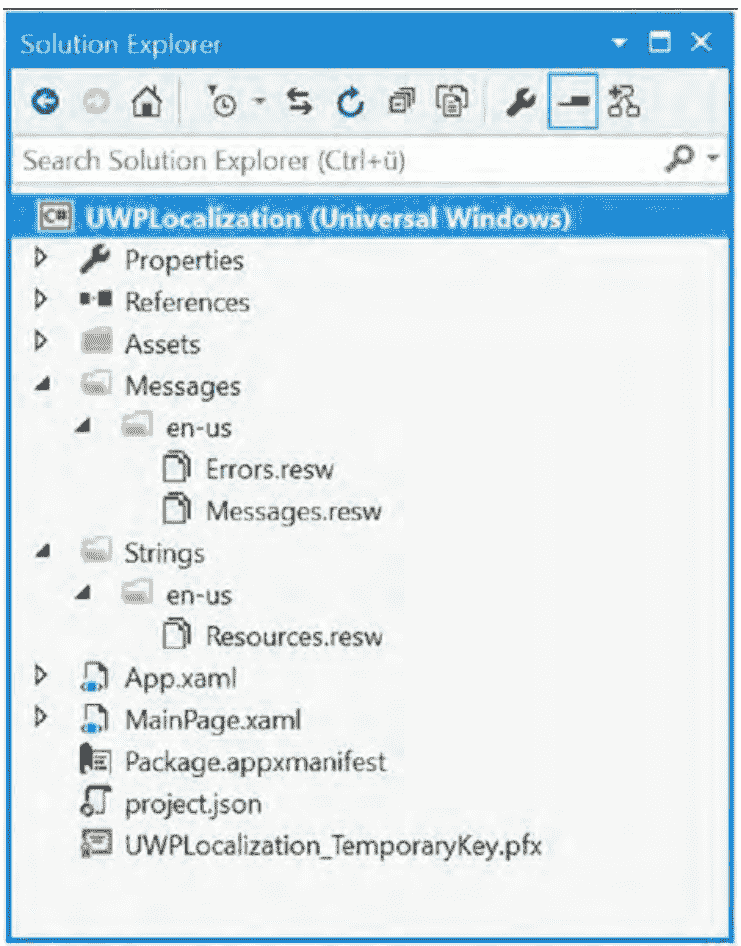 Solution Explorer
Search Solution Explorer (Ctrl+ü)
C# UWPLocalization (Universal Windows)
Properties
References
Assets
Messages
en-us
Errors.resw
Messages.resw
Strings
en-us
Resources.resw
App.xaml
MainPage.xaml
Package.appxmanifest
project.json
UWPLocalization_TemporaryKey.pfx